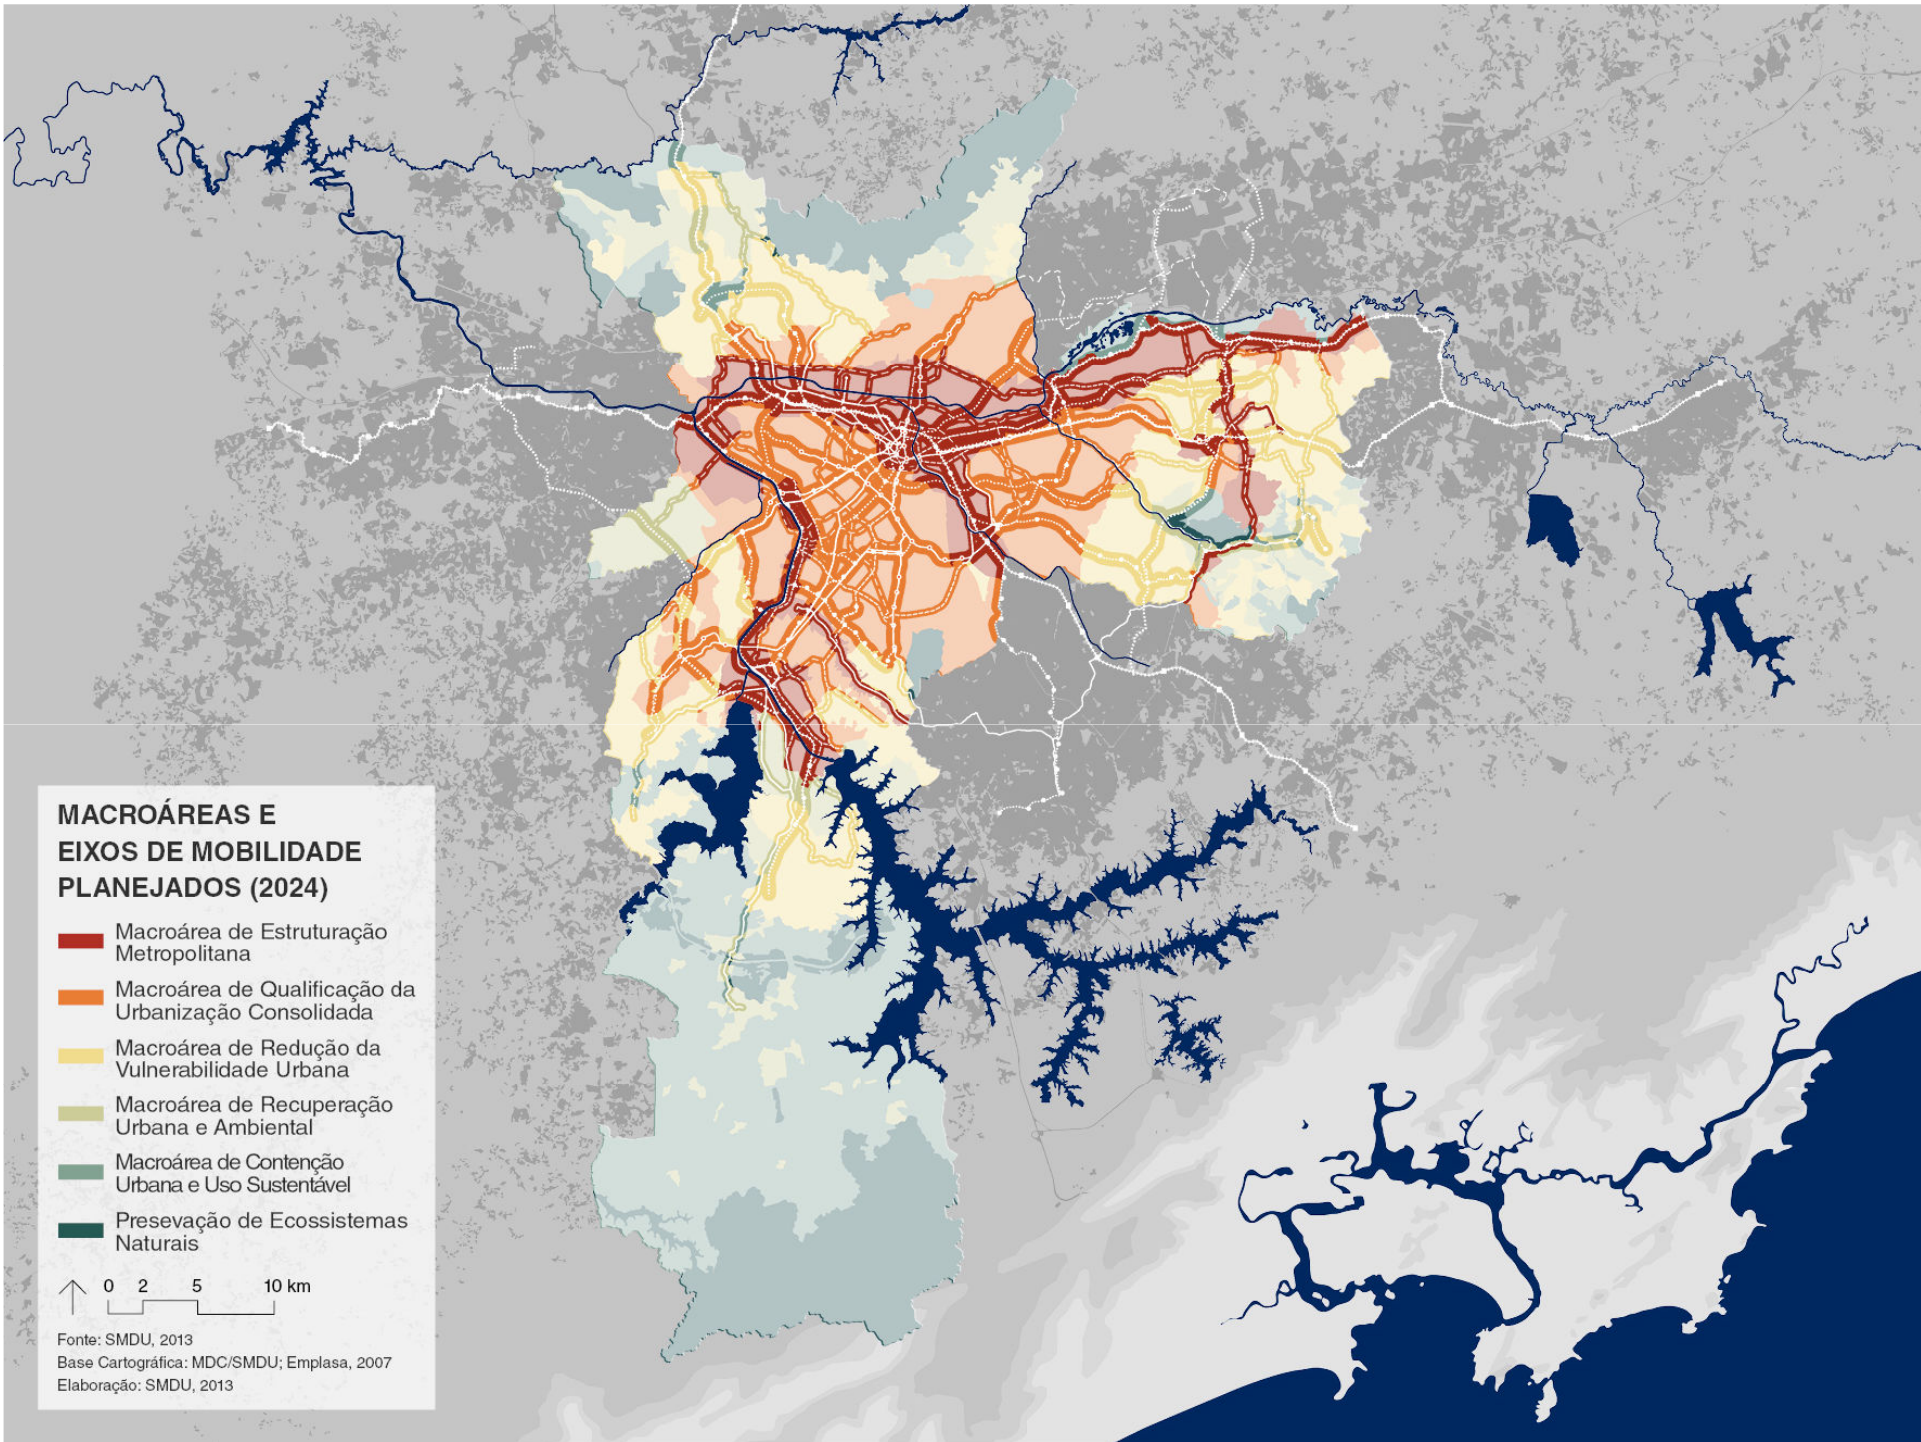 MACROÁREAS E
EIXOS DE MOBILIDADE
PLANEJADOS (2024)
Macroárea de Estruturação
Metropolitana
Macroárea de Qualificação da
Urbanização Consolidada
Macroárea de Redução da
Vulnerabilidade Urbana
Macroárea de Recuperação
Urbana e Ambiental
Macroárea de Contenção
Urbana e Uso Sustentável
Presevação de Ecossistemas
Naturais
0 2 5 10 km
Fonte: SMDU, 2013
Base Cartográfica: MDC/SMDU; Emplasa, 2007
Elaboração: SMDU, 2013